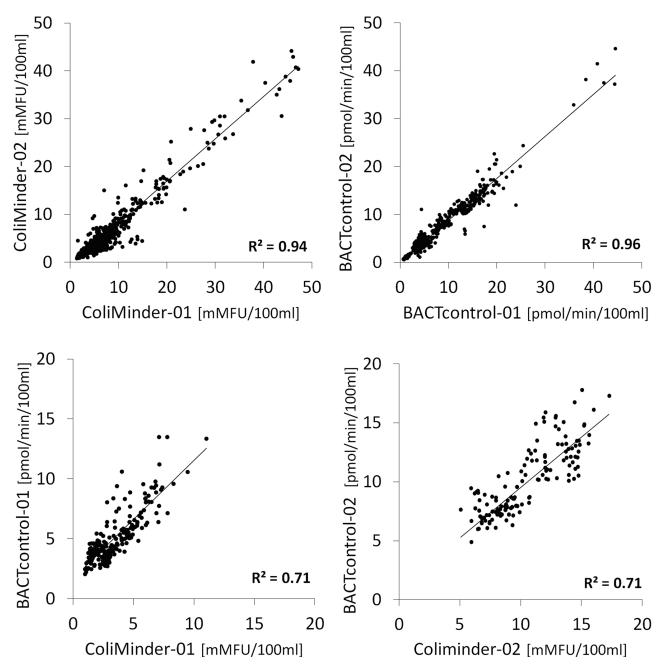 ColiMinder-02 [mMFU/100ml]
50
40
30
20
10
0
0 10 20 30 40 50
R² = 0.94
ColiMinder-01 [mMFU/100ml]
BACTcontrol-02 [pmol/min/100ml]
50
40
30
20
10
0
0 10 20 30 40 50
R² = 0.96
BACTcontrol-01 [pmol/min/100ml]
BACTcontrol-01 [pmol/min/100ml]
20
15
10
5
0
0 5 10 15 20
R² = 0.71
ColiMinder-01 [mMFU/100ml]
BACTcontrol-02 [pmol/min/100ml]
20
15
10
5
0
0 5 10 15 20
R² = 0.71
Coliminder-02 [mMFU/100ml]